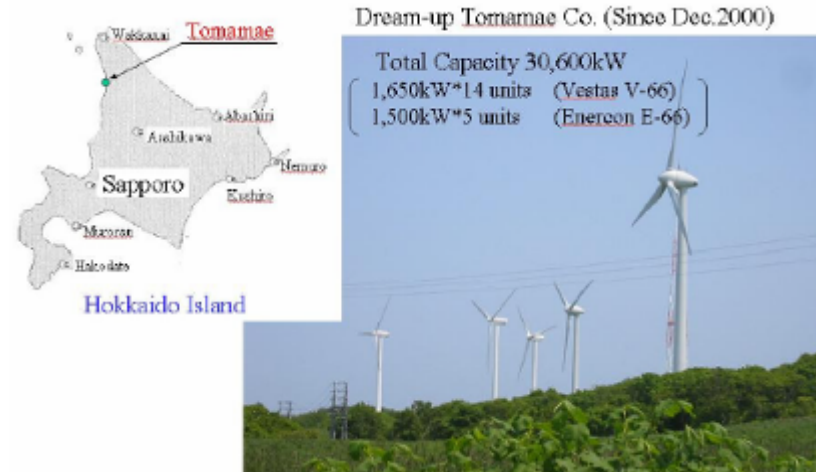 Dream-up Tomamae Co. (Since Dec.2000)
Total Capacity 30,600kW
1,650kW*14 units (Vestas V-66)
1,500kW*5 units (Enercon E-66)
Wakkanai
Tomamae
Abashiri
Asahikawa
Nemuro
Sapporo
Kushiro
Muroran
Hakodate
Hokkaido Island